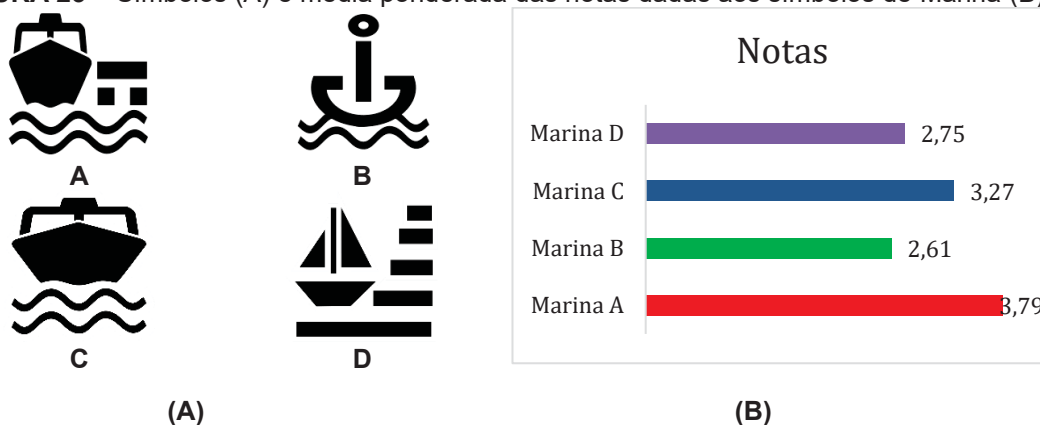 Símbolos (A) e média ponderada das notas dadas aos símbolos de Marina (B)
A
B
C
D
(A)
Notas
Marina D 2,75
Marina C 3,27
Marina B 2,61
Marina A 3,79
(B)